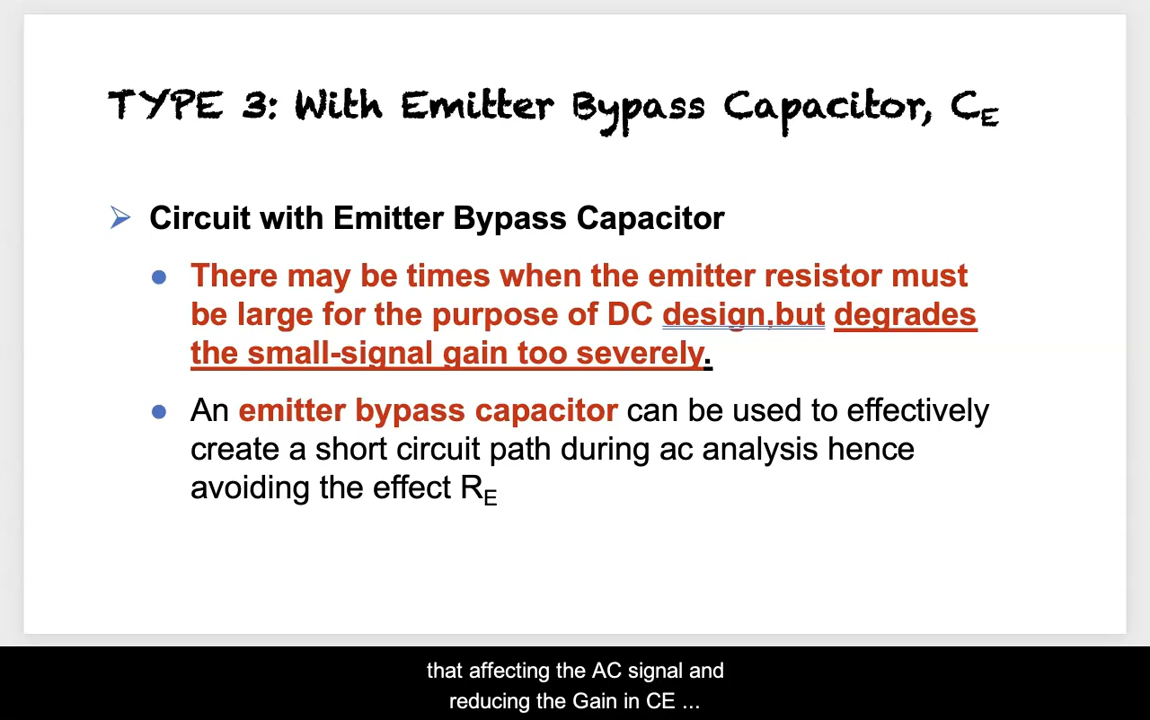 TYPE 3: With Emitter Bypass Capacitor, CE
Circuit with Emitter Bypass Capacitor
There may be times when the emitter resistor must
be large for the purpose of DC design,but degrades
the small-signal gain too severely.
An emitter bypass capacitor can be used to effectively
create a short circuit path during ac analysis hence
avoiding the effect RE
that affecting the AC signal and
reducing the Gain in CE ...